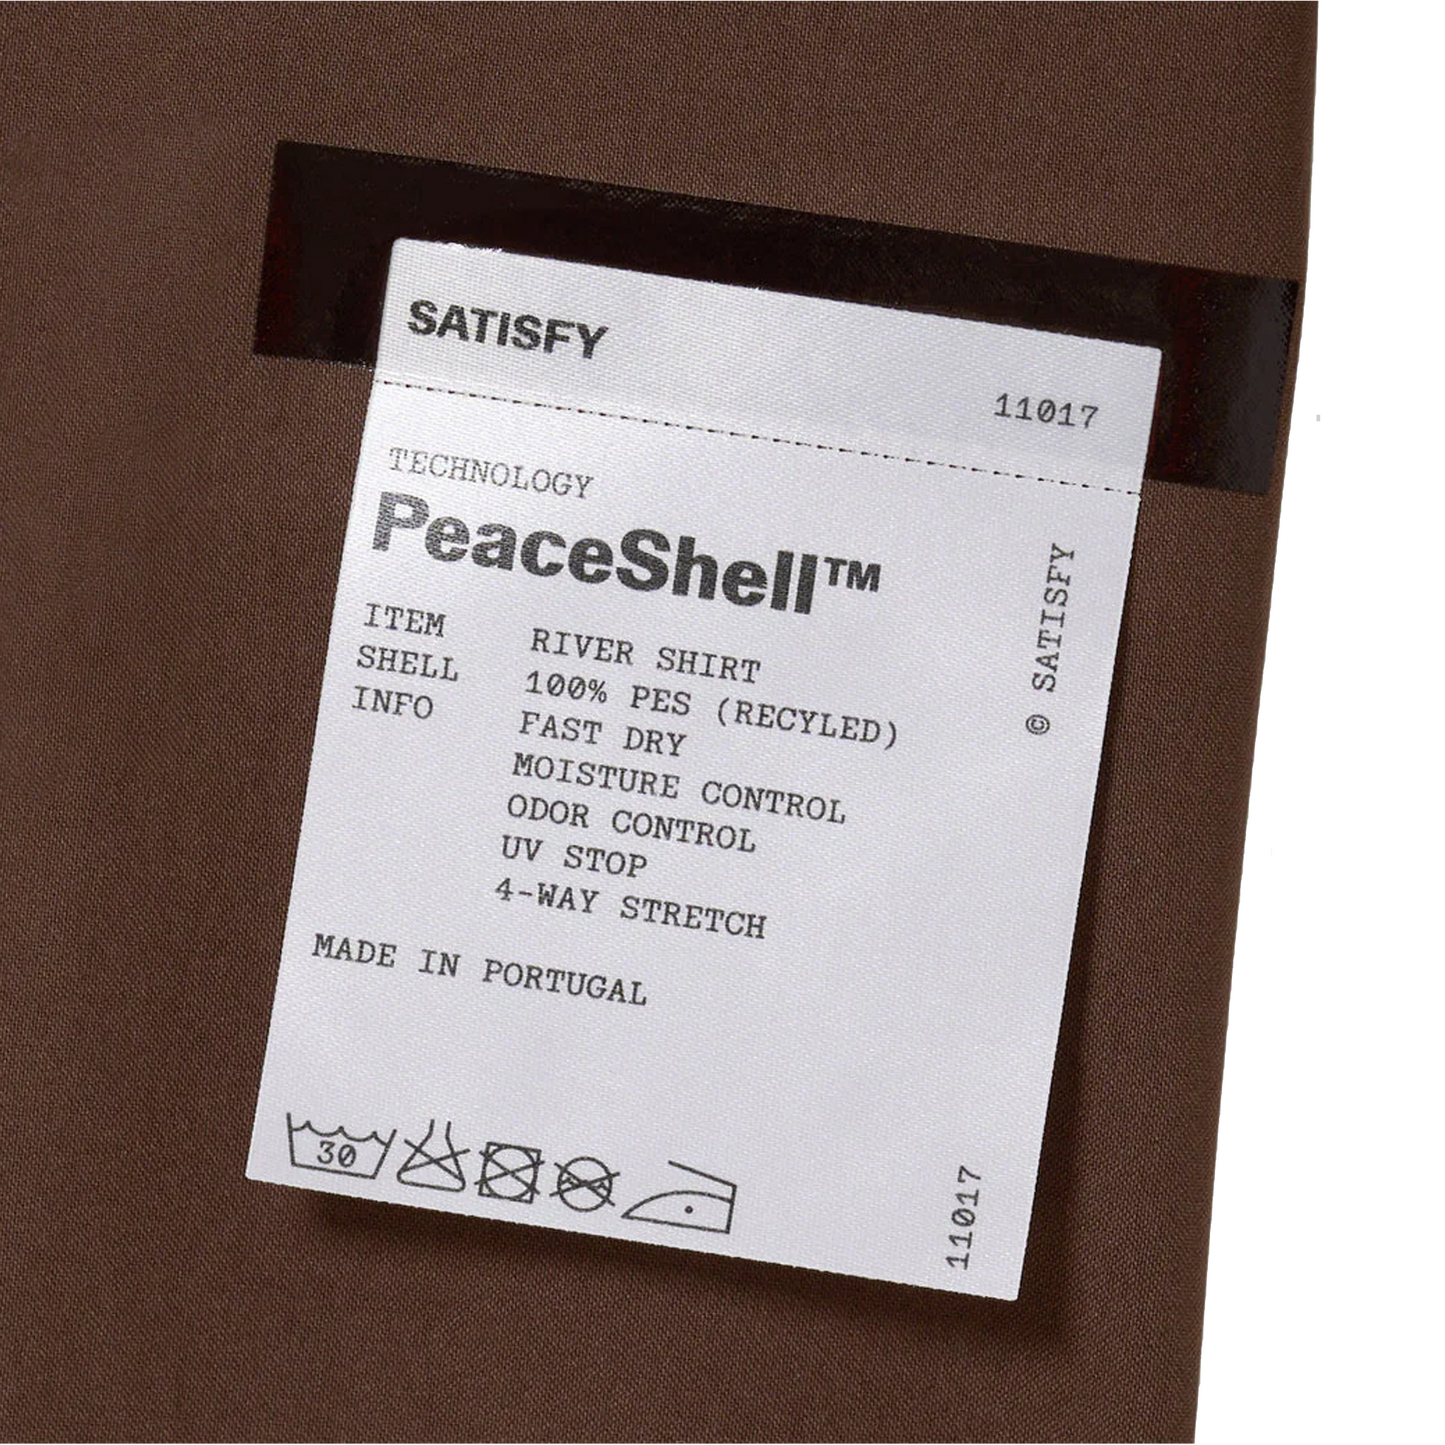 SATISFY
11017
TECHNOLOGY
PeaceShell™
ITEM RIVER SHIRT
SHELL 100% PES (RECYLED)
INFO FAST DRY
MOISTURE CONTROL
ODOR CONTROL
UV STOP
4-WAY STRETCH
MADE IN PORTUGAL
30
© SATISFY
11017